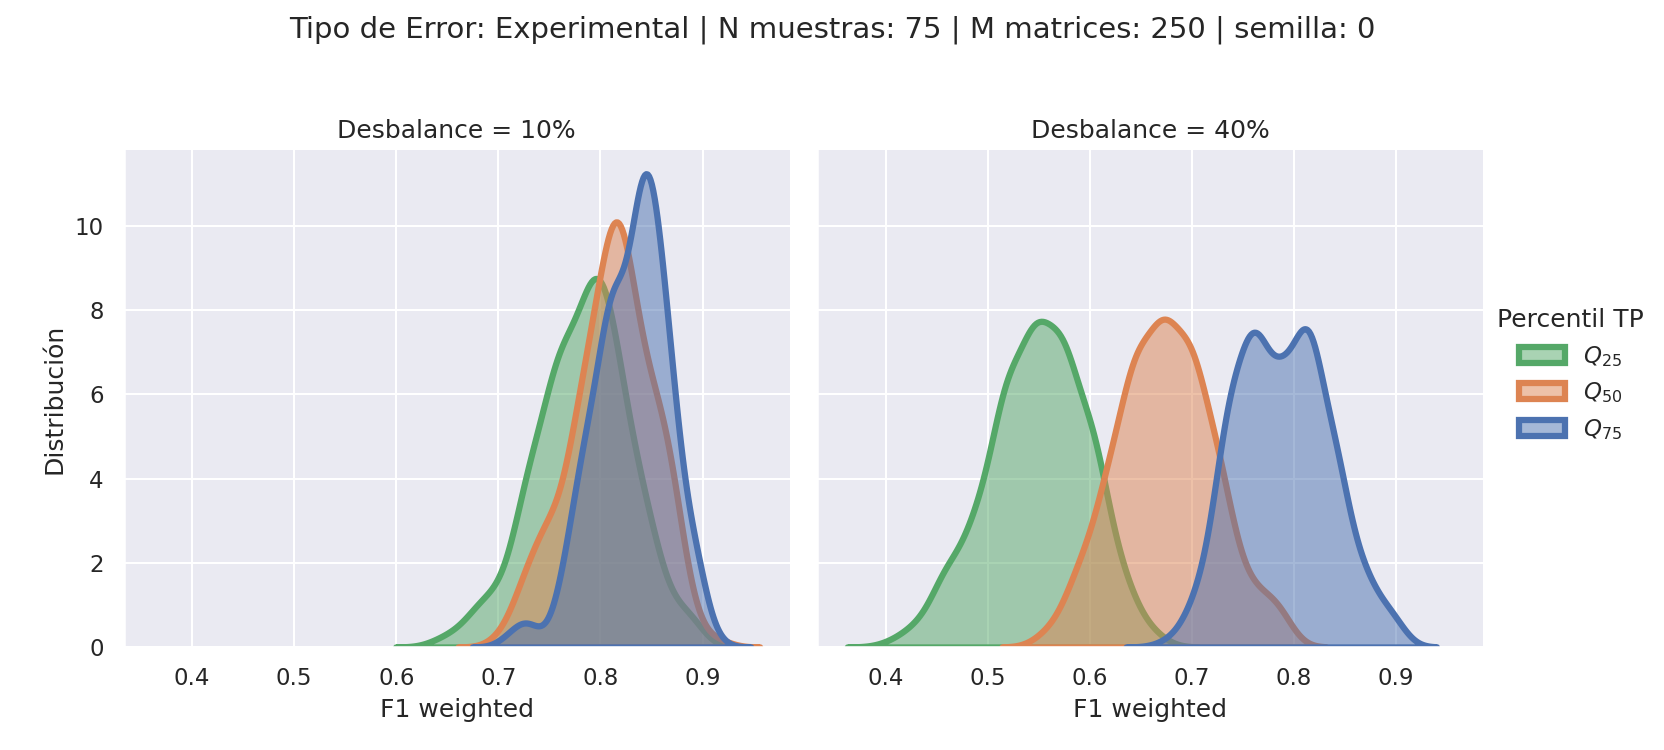 Tipo de Error: Experimental | N muestras: 75 | M matrices: 250 | semilla: 0
Desbalance = 10%
Desbalance = 40%
Distribución
10
8
6
4
2
0
0.4 0.5 0.6 0.7 0.8 0.9
0.4 0.5 0.6 0.7 0.8 0.9
F1 weighted
F1 weighted
Percentil TP
Q25
Q50
Q75